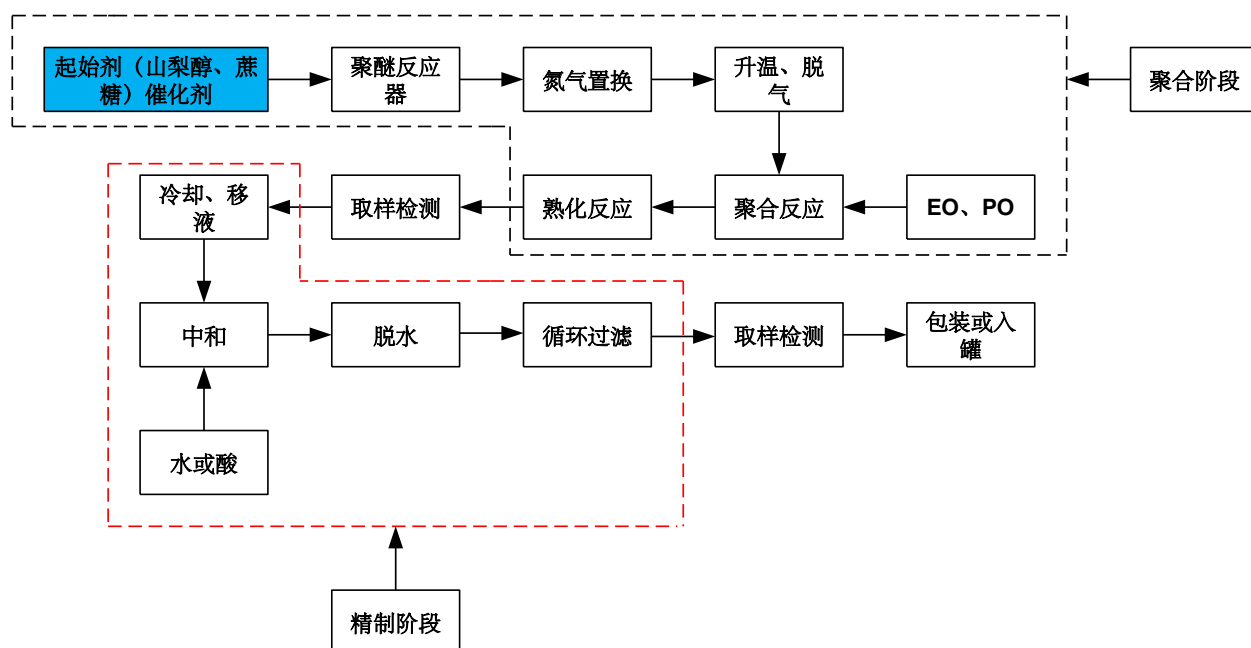 起始剂（山梨醇、蔗
糖）催化剂
聚醚反应
器
氮气置换
升温、脱
气
聚合阶段
冷却、移
液
取样检测
熟化反应
聚合反应
EO、PO
中和
脱水
循环过滤
取样检测
包装或入
罐
水或酸
精制阶段